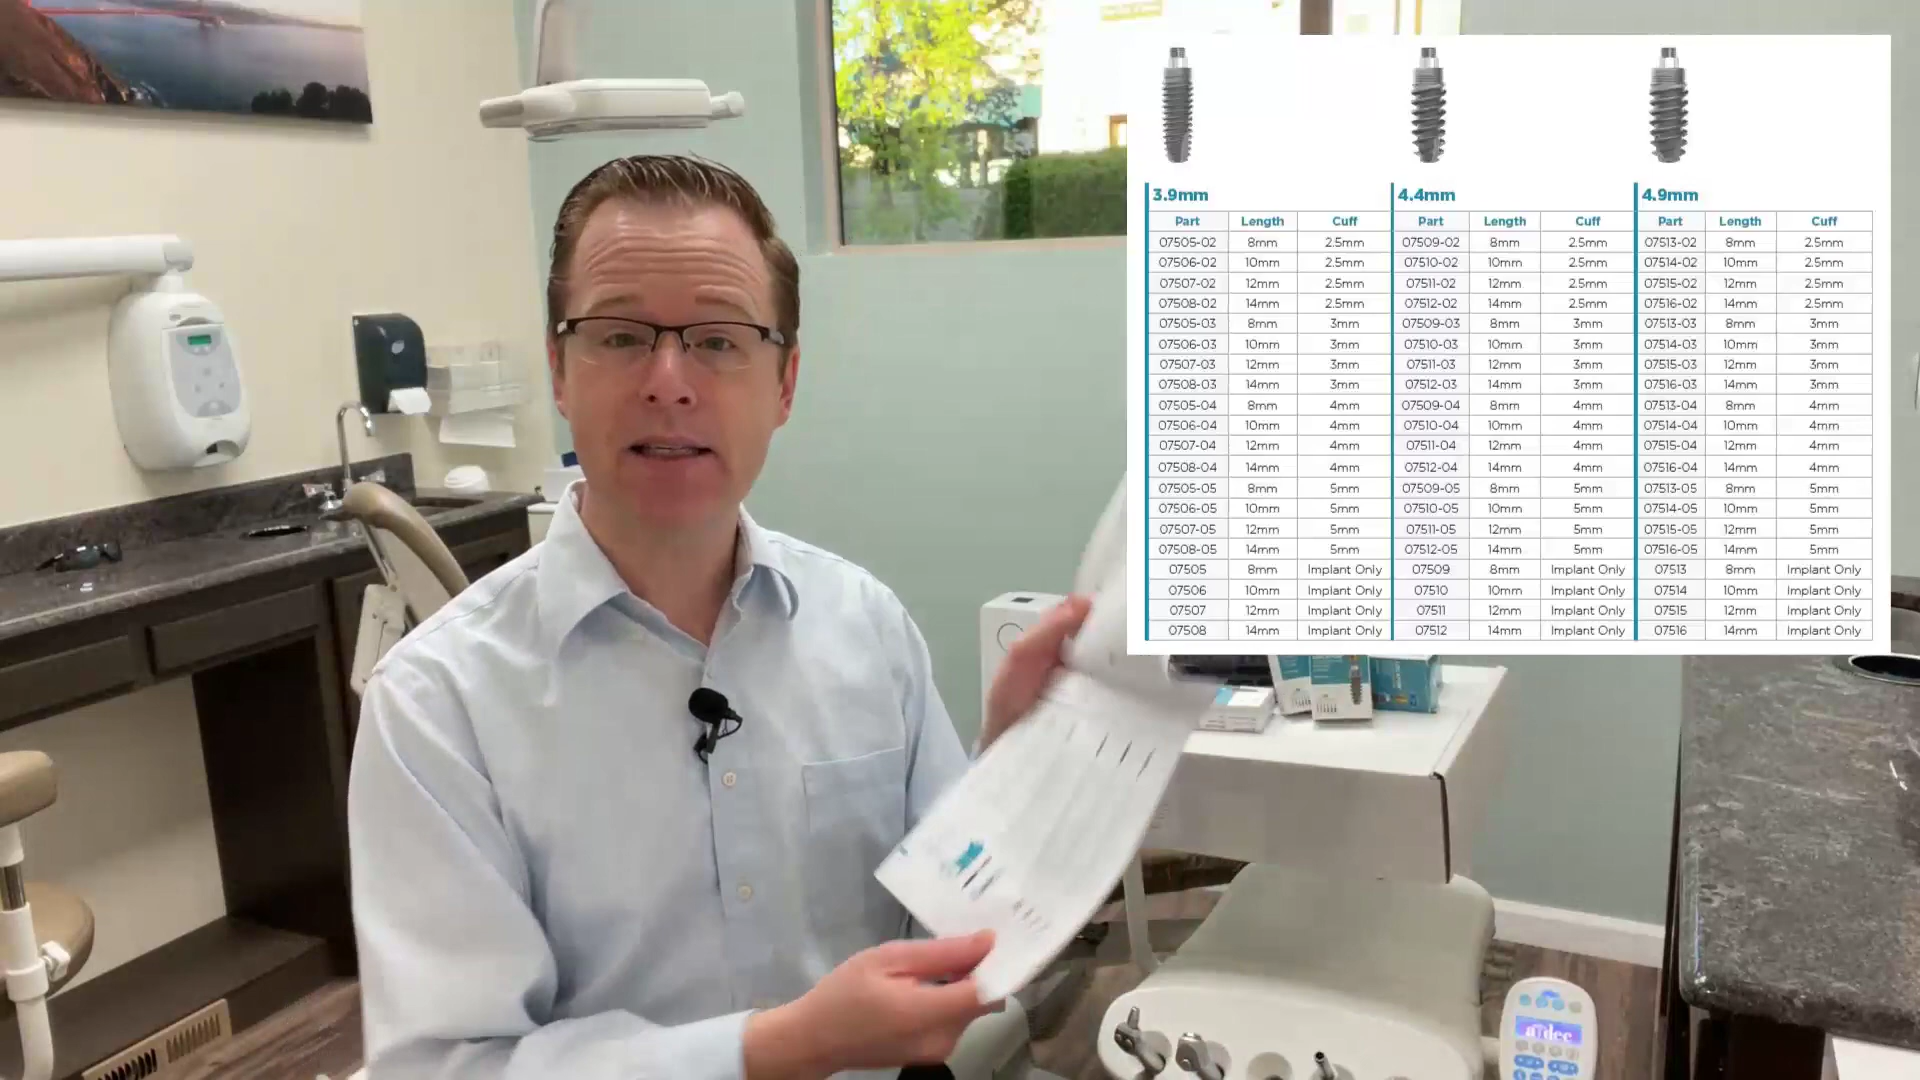 3.9mm 4.4mm 4.9mm
Part Length Cuff Part Length Cuff Part Length Cuff
07505-02 8mm 2.5mm 07509-02 8mm 2.5mm 07513-02 8mm 2.5mm
07506-02 10mm 2.5mm 07510-02 10mm 2.5mm 07514-02 10mm 2.5mm
07507-02 12mm 2.5mm 07511-02 12mm 2.5mm 07515-02 12mm 2.5mm
07508-02 14mm 2.5mm 07512-02 14mm 2.5mm 07516-02 14mm 2.5mm
07505-03 8mm 3mm 07509-03 8mm 3mm 07513-03 8mm 3mm
07506-03 10mm 3mm 07510-03 10mm 3mm 07514-03 10mm 3mm
07507-03 12mm 3mm 07511-03 12mm 3mm 07515-03 12mm 3mm
07508-03 14mm 3mm 07512-03 14mm 3mm 07516-03 14mm 3mm
07505-04 8mm 4mm 07509-04 8mm 4mm 07513-04 8mm 4mm
07506-04 10mm 4mm 07510-04 10mm 4mm 07514-04 10mm 4mm
07507-04 12mm 4mm 07511-04 12mm 4mm 07515-04 12mm 4mm
07508-04 14mm 4mm 07512-04 14mm 4mm 07516-04 14mm 4mm
07505-05 8mm 5mm 07509-05 8mm 5mm 07513-05 8mm 5mm
07506-05 10mm 5mm 07510-05 10mm 5mm 07514-05 10mm 5mm
07507-05 12mm 5mm 07511-05 12mm 5mm 07515-05 12mm 5mm
07508-05 14mm 5mm 07512-05 14mm 5mm 07516-05 14mm 5mm
07505 8mm Implant Only 07509 8mm Implant Only 07513 8mm Implant Only
07506 10mm Implant Only 07510 10mm Implant Only 07514 10mm Implant Only
07507 12mm Implant Only 07511 12mm Implant Only 07515 12mm Implant Only
07508 14mm Implant Only 07512 14mm Implant Only 07516 14mm Implant Only
a dec